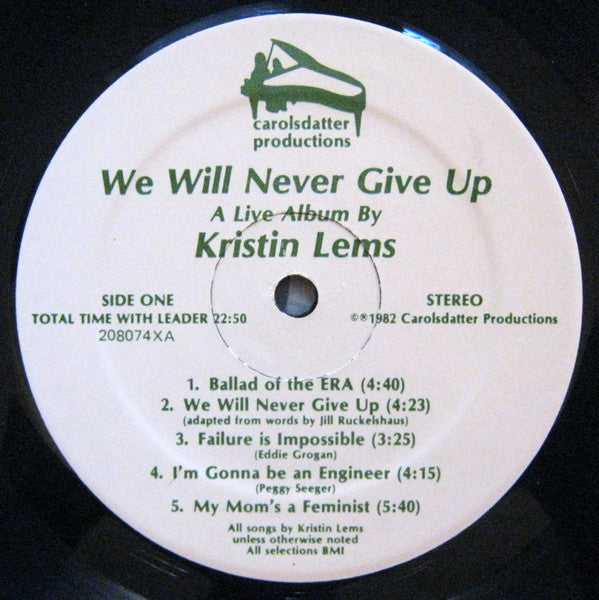 carolsdatter
productions
We Will Never Give Up
A Live Album By
Kristin Lems
SIDE ONE
TOTAL TIME WITH LEADER 22:50
208074XA
STEREO
©℗1982 Carolsdatter Productions
1. Ballad of the ERA (4:40)
2. We Will Never Give Up (4:23)
(adapted from words by Jill Ruckelshaus)
3. Failure is Impossible (3:25)
(Eddie Grogan)
4. I'm Gonna be an Engineer (4:15)
(Peggy Seeger)
5. My Mom's a Feminist (5:40)
All songs by Kristin Lems
unless otherwise noted
All selections BMI